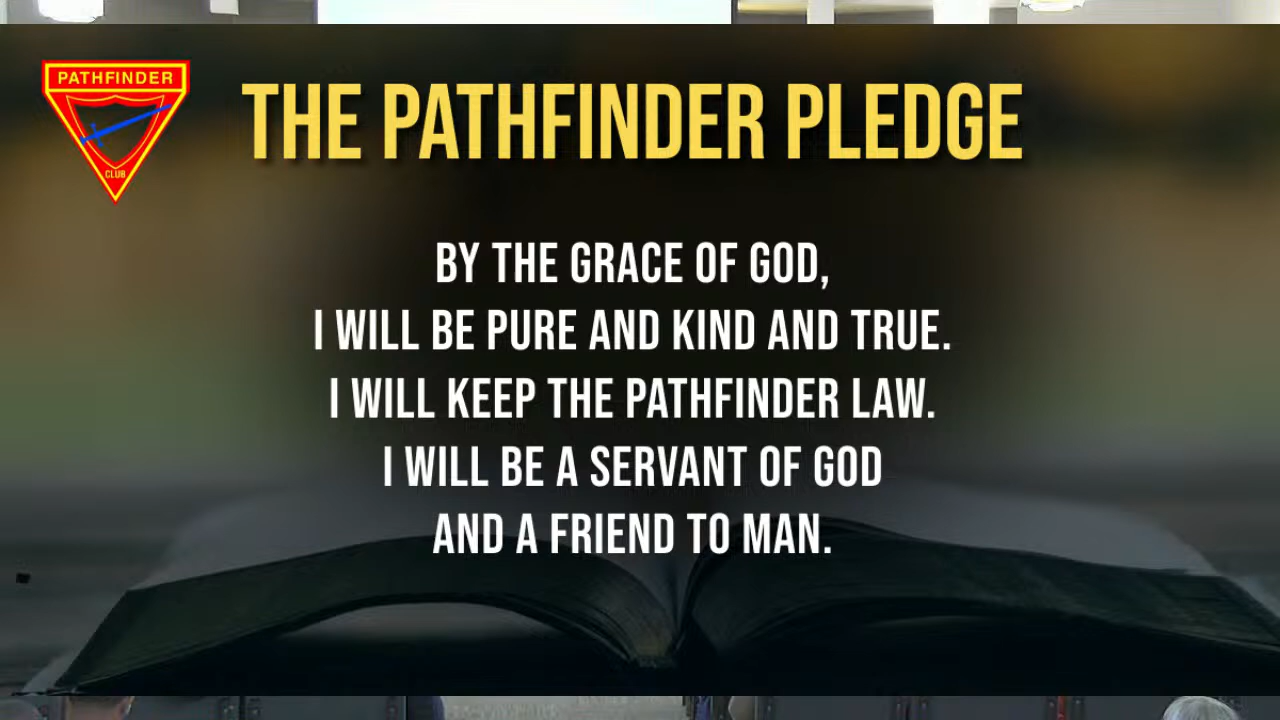 PATHFINDER
CLUB
THE PATHFINDER PLEDGE
BY THE GRACE OF GOD,
I WILL BE PURE AND KIND AND TRUE.
I WILL KEEP THE PATHFINDER LAW.
I WILL BE A SERVANT OF GOD
AND A FRIEND TO MAN.